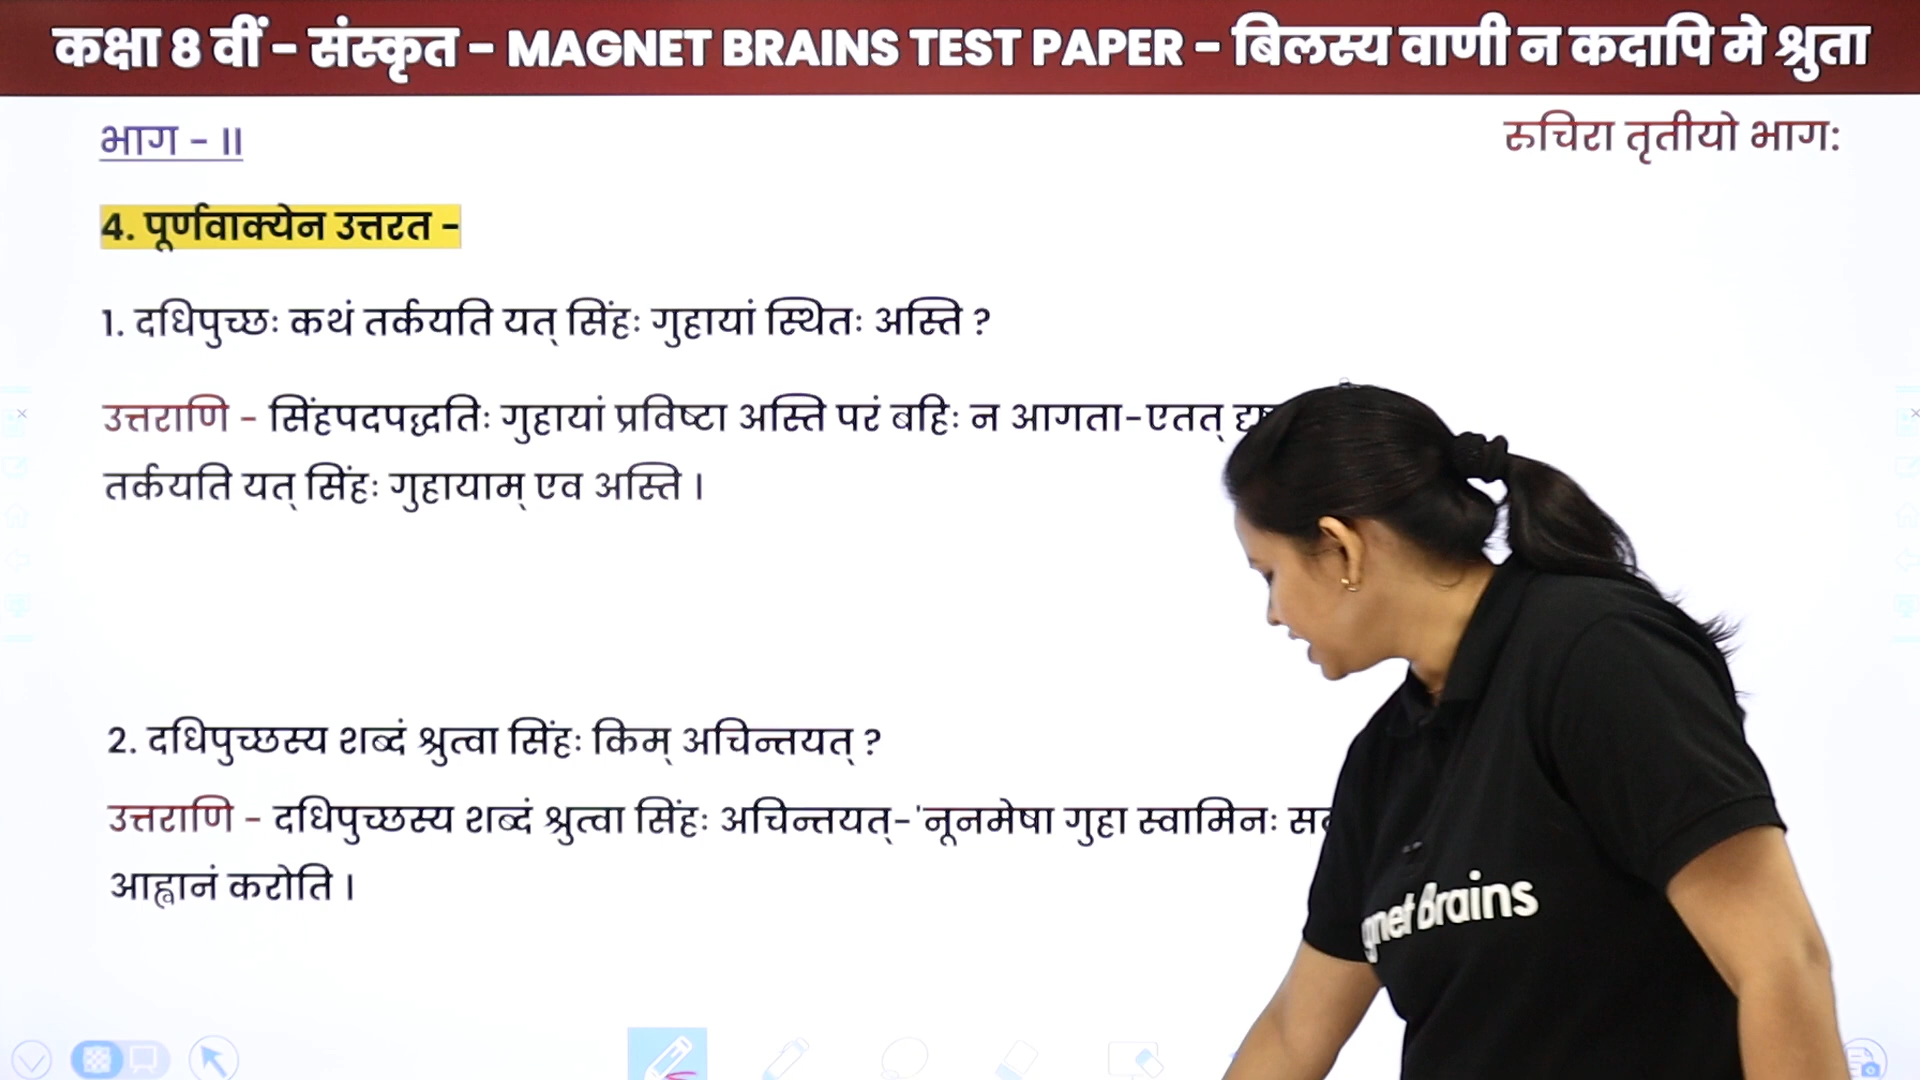 कक्षा 8 वीं – संस्कृत – MAGNET BRAINS TEST PAPER – बिलस्य वाणी न कदापि मे श्रुता
भाग – II
रुचिरा तृतीयो भाग:
4. पूर्णवाक्येन उत्तरत –
1. दधिपुच्छः कथं तर्कयति यत् सिंहः गुहायां स्थितः अस्ति ?
उत्तराणि – सिंहपदपद्धतिः गुहायां प्रविष्टा अस्ति परं बहिः न आगता-एतत्
तर्कयति यत् सिंहः गुहायाम् एव अस्ति ।
2. दधिपुच्छस्य शब्दं श्रुत्वा सिंहः किम् अचिन्तयत् ?
उत्तराणि – दधिपुच्छस्य शब्दं श्रुत्वा सिंहः अचिन्तयत्-'नूनमेषा गुहा स्वामिनः
आह्वानं करोति ।
Brains